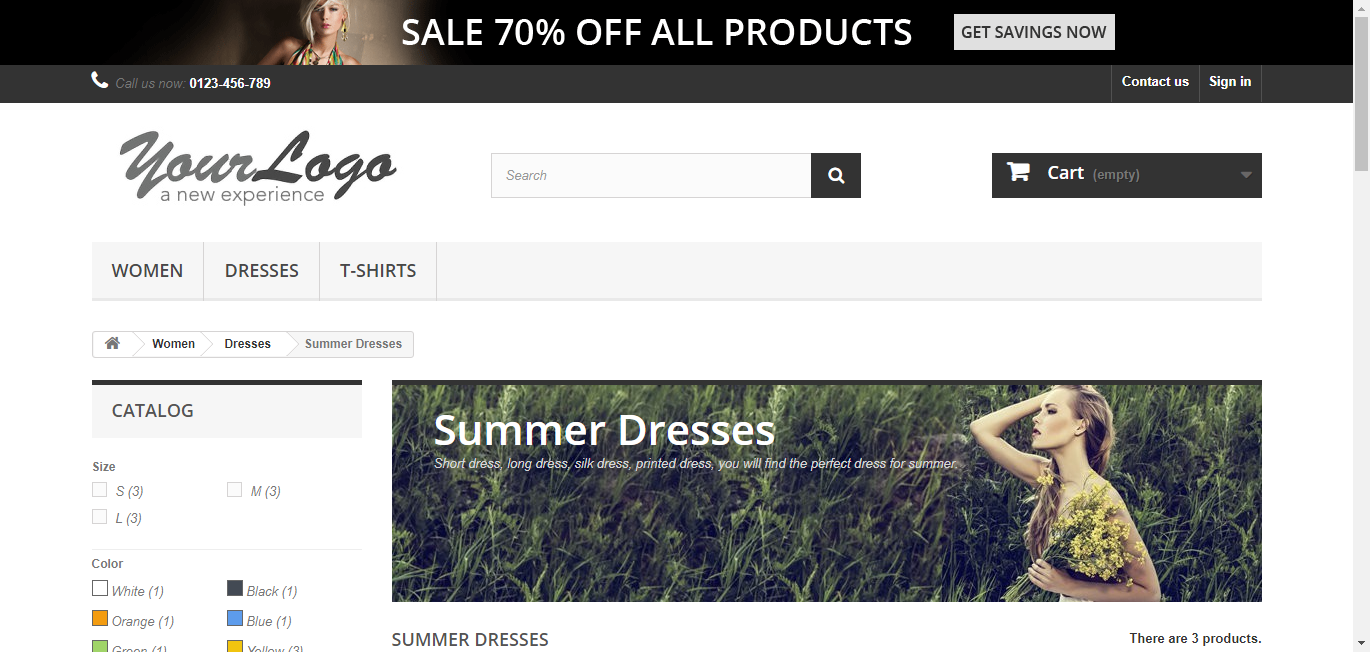 SALE 70% OFF ALL PRODUCTS GET SAVINGS NOW
Call us now: 0123-456-789 Contact us Sign in
YourLogo
a new experience
Search
Cart (empty)
WOMEN DRESSES T-SHIRTS
Women Dresses Summer Dresses
CATALOG
Summer Dresses
Short dress, long dress, silk dress, printed dress, you will find the perfect dress for summer.
Size
S (3) M (3)
L (3)
Color
White (1) Black (1)
Orange (1) Blue (1)
Green (1) Yellow (3)
SUMMER DRESSES There are 3 products.